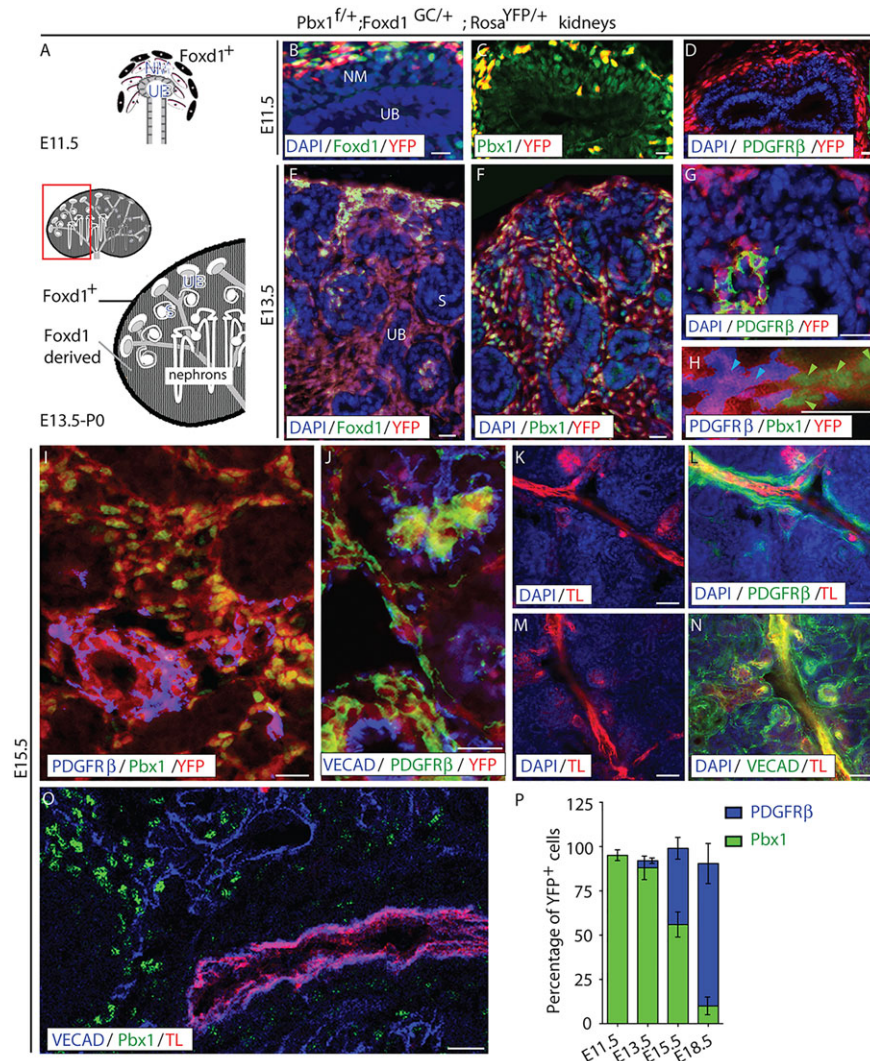 Pbx1 f/+ ;Foxd1 GC/+ ; Rosa YFP/+ kidneys
A
Foxd1+
NM
UB
E11.5
UB
S
Foxd1+
Foxd1
derived
nephrons
E13.5-P0
E11.5
B
NM
UB
DAPI/Foxd1/YFP
C
Pbx1/YFP
D
DAPI/ PDGFRβ/YFP
E13.5
E
S
UB
DAPI/Foxd1/YFP
F
DAPI/Pbx1/YFP
G
DAPI /PDGFRβ/YFP
H
PDGFRβ/Pbx1/YFP
E15.5
I
PDGFRβ/Pbx1/YFP
J
VECAD/ PDGFRβ/ YFP
K
DAPI/TL
L
DAPI/ PDGFRβ/TL
M
DAPI/TL
N
DAPI/ VECAD/TL
O
VECAD/ Pbx1/TL
P
PDGFRβ
Pbx1
Percentage of YFP+ cells
125
100
75
50
25
0
E11.5
E13.5
E15.5
E18.5